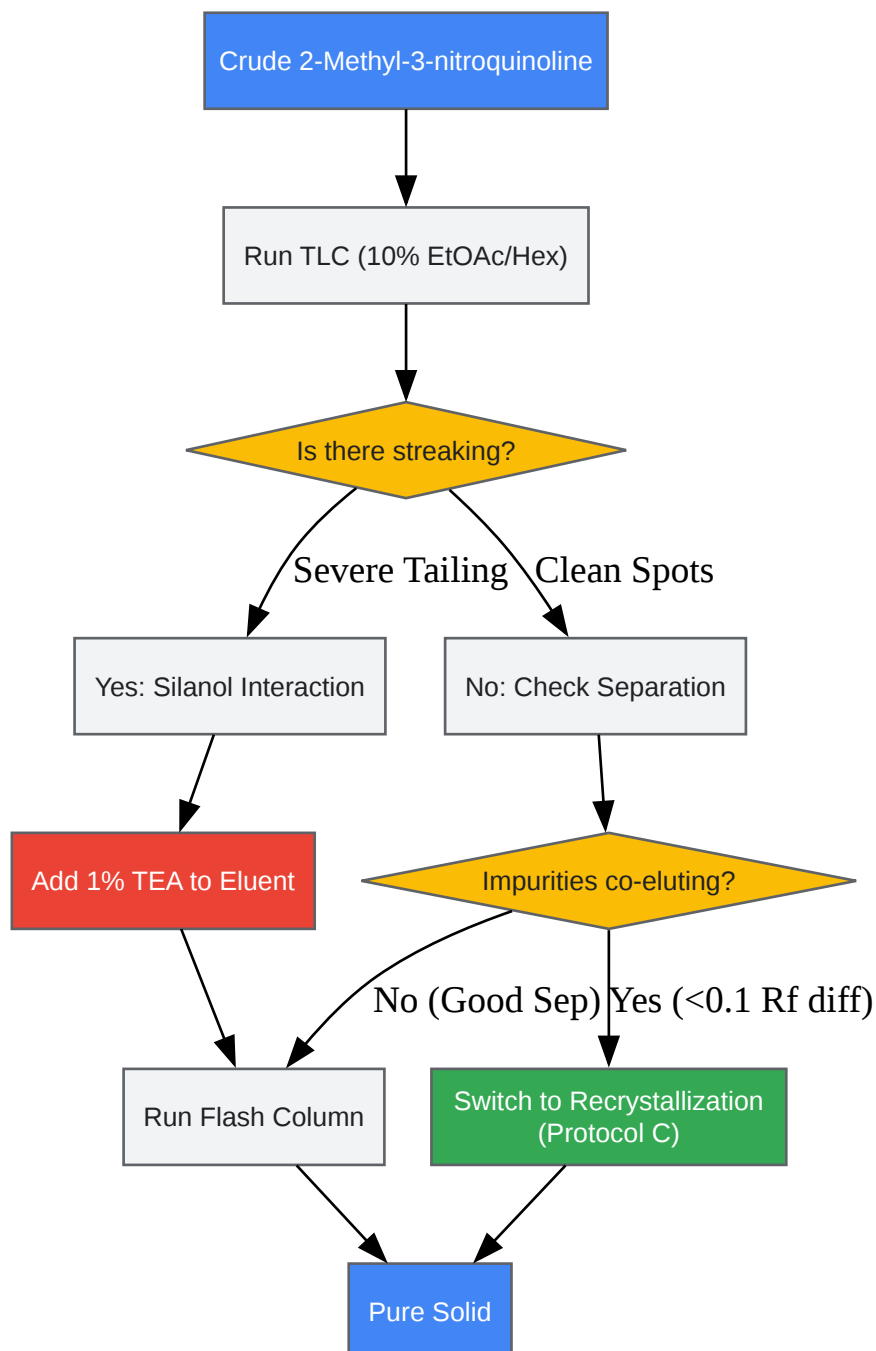 Crude 2-Methyl-3-nitroquinoline
Run TLC (10% EtOAc/Hex)
Is there streaking?
Severe Tailing
Clean Spots
Yes: Silanol Interaction
No: Check Separation
Add 1% TEA to Eluent
Impurities co-eluting?
No (Good Sep)
Yes (<0.1 Rf diff)
Run Flash Column
Switch to Recrystallization
(Protocol C)
Pure Solid